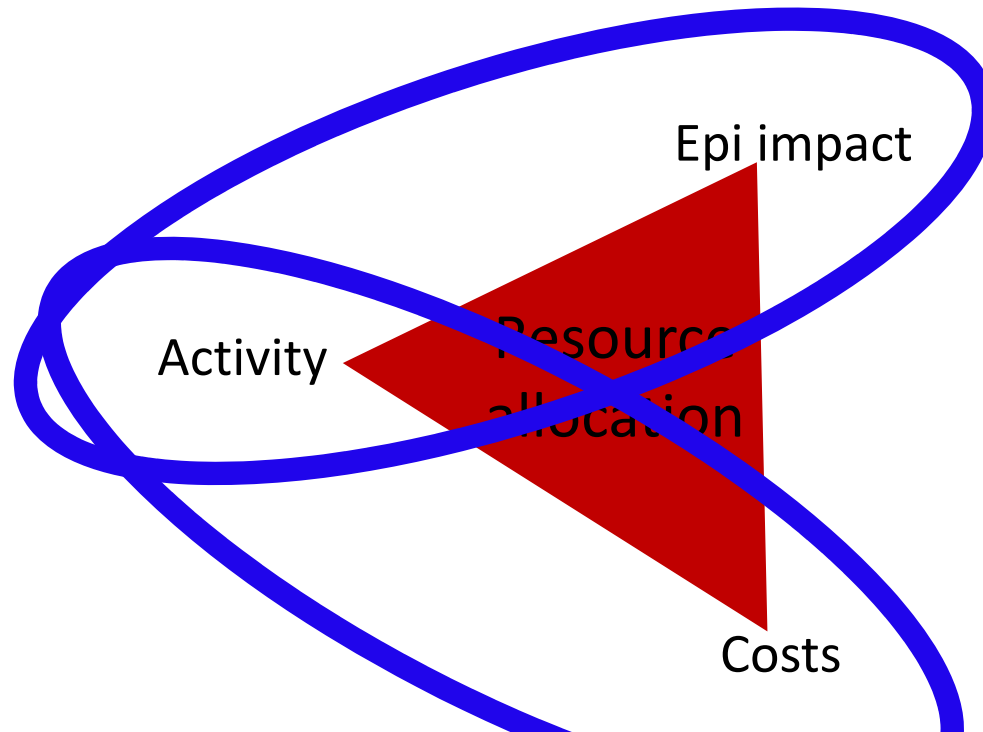 Epi impact
Resource
Activity
allocation
Costs